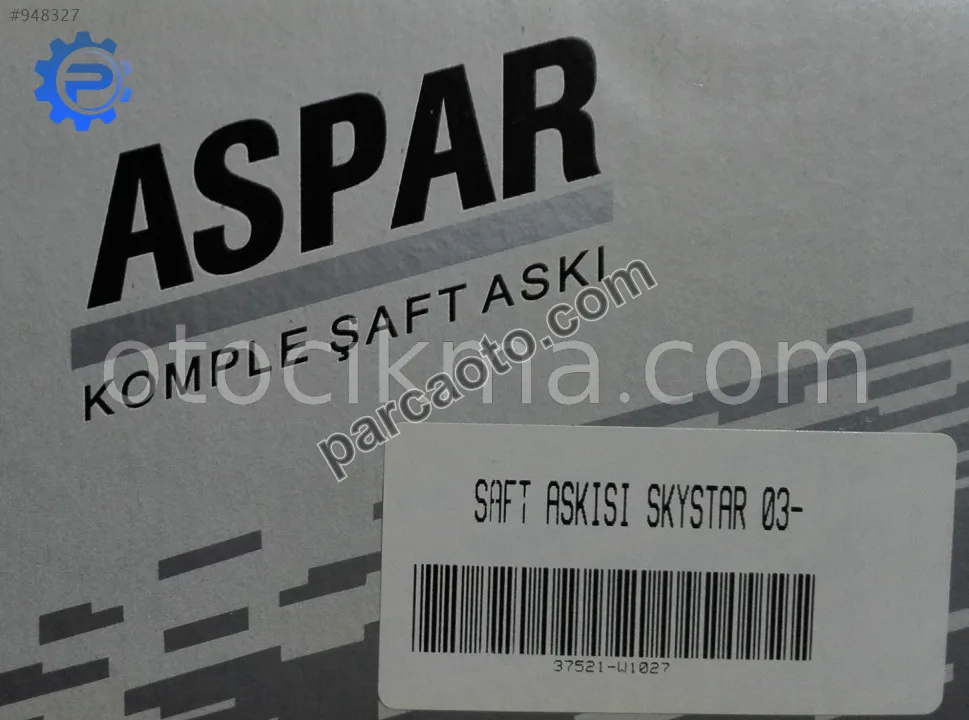 #948327
ASPAR
KOMPLE ŞAFT ASKI
otocikma.com
parcaoto.com
SAFT ASKISI SKYSTAR 03-
37521-W1027